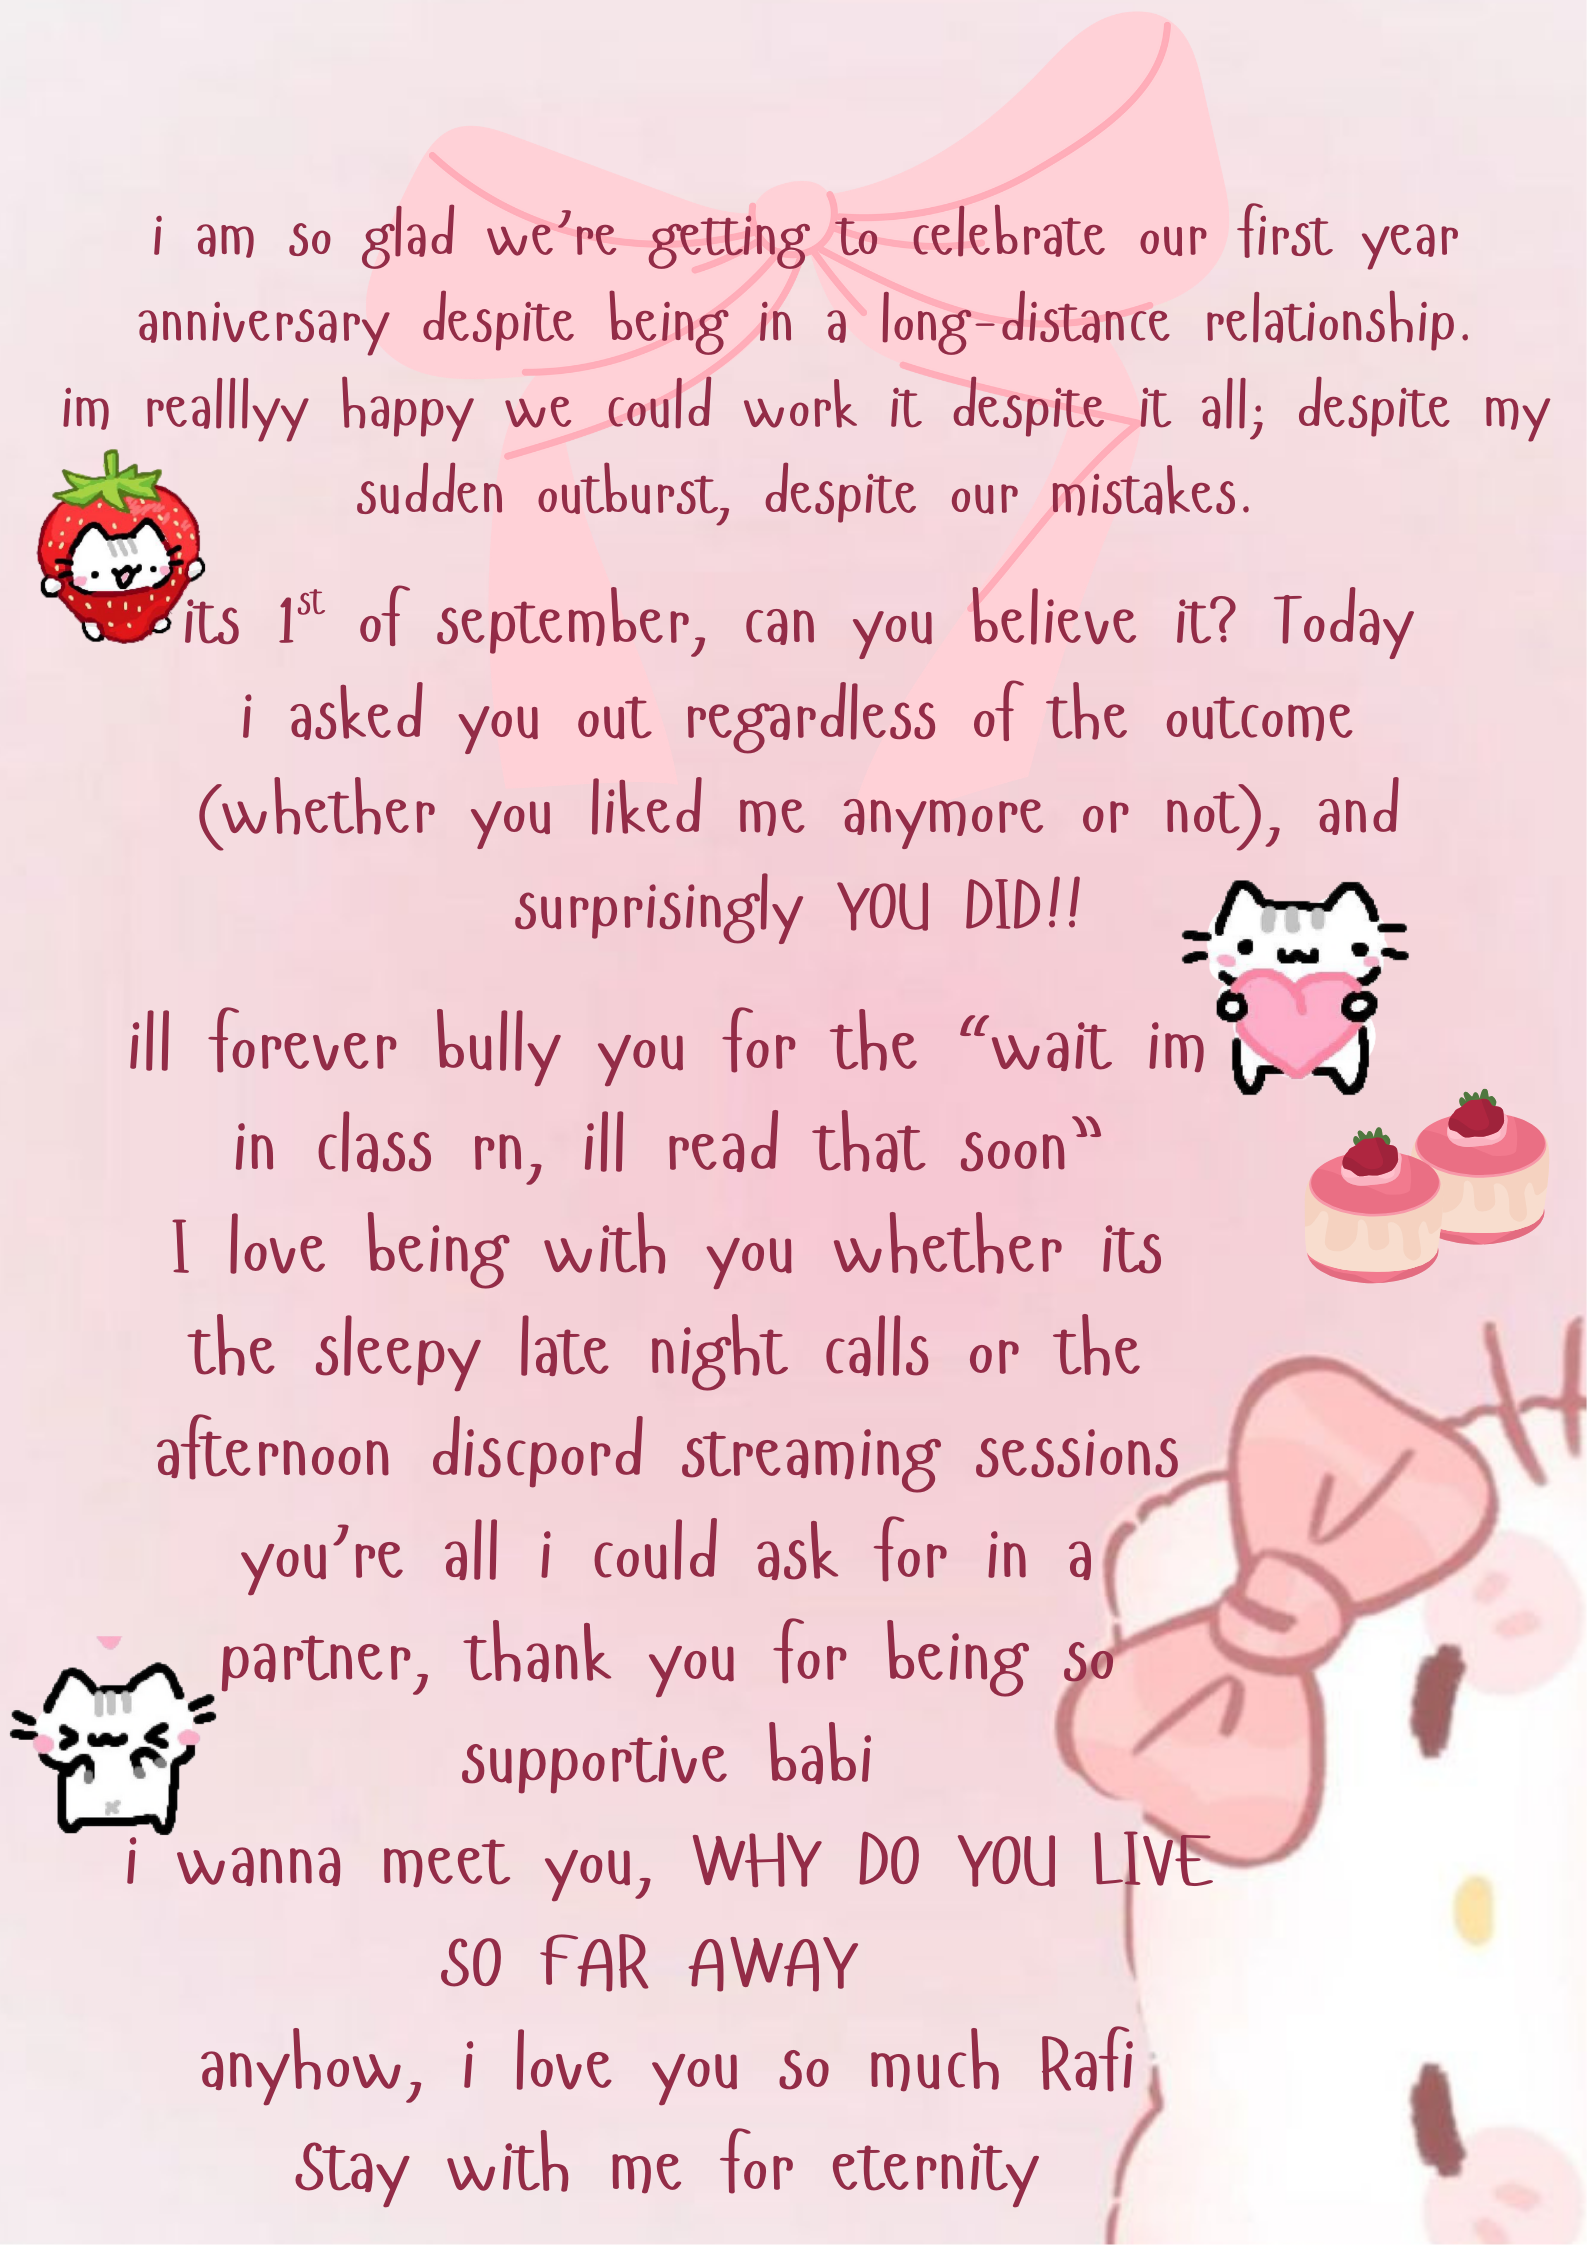 i am so glad we're getting to celebrate our first year
anniversary despite being in a long-distance relationship.
im realllyy happy we could work it despite it all; despite my
sudden outburst, despite our mistakes.
its 1st of september, can you believe it? Today
i asked you out regardless of the outcome
(whether you liked me anymore or not), and
surprisingly YOU DID!!
ill forever bully you for the “wait im
in class rn, ill read that soon”
I love being with you whether its
the sleepy late night calls or the
afternoon discpord streaming sessions
you're all i could ask for in a
partner, thank you for being so
supportive babi
i wanna meet you, WHY DO YOU LIVE
SO FAR AWAY
anyhow, i love you so much Rafi
Stay with me for eternity